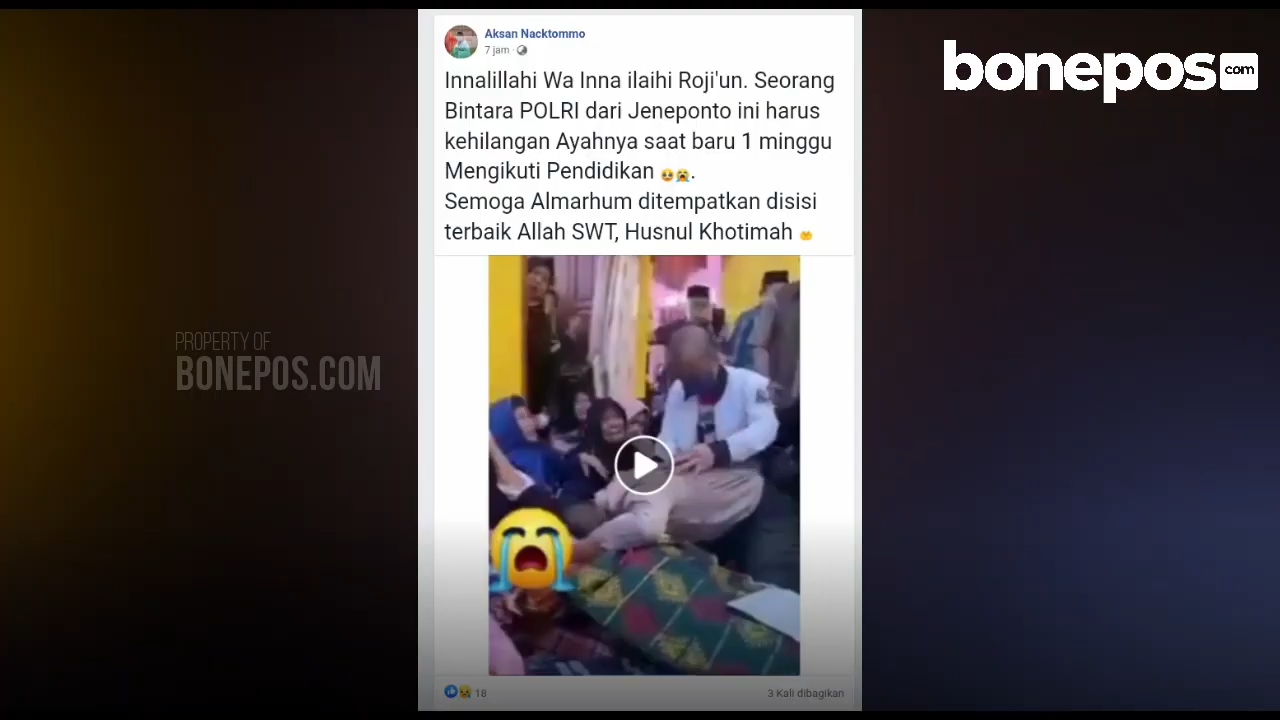 Aksan Nacktommo
7 jam ·
Innalillahi Wa Inna ilaihi Roji'un. Seorang
Bintara POLRI dari Jeneponto ini harus
kehilangan Ayahnya saat baru 1 minggu
Mengikuti Pendidikan 🥺😭.
Semoga Almarhum ditempatkan disisi
terbaik Allah SWT, Husnul Khotimah 🤲
18
3 Kali dibagikan
bonepos.com
PROPERTY OF
BONEPOS.COM